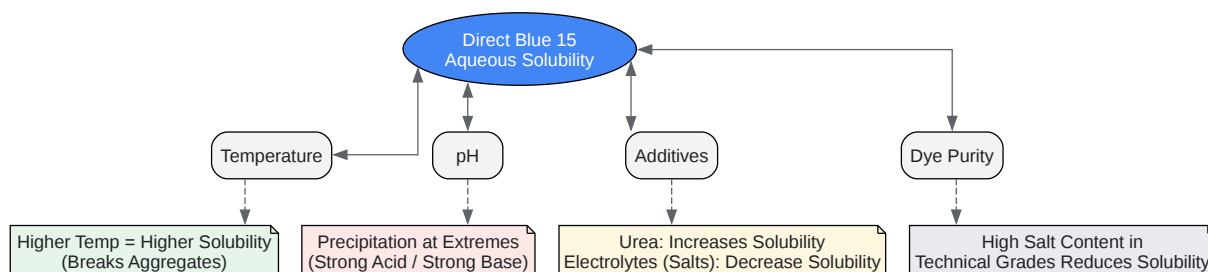 Direct Blue 15
Aqueous Solubility
Temperature
pH
Additives
Dye Purity
Higher Temp = Higher Solubility
(Breaks Aggregates)
Precipitation at Extremes
(Strong Acid / Strong Base)
Urea: Increases Solubility
Electrolytes (Salts): Decrease Solubility
High Salt Content in
Technical Grades Reduces Solubility